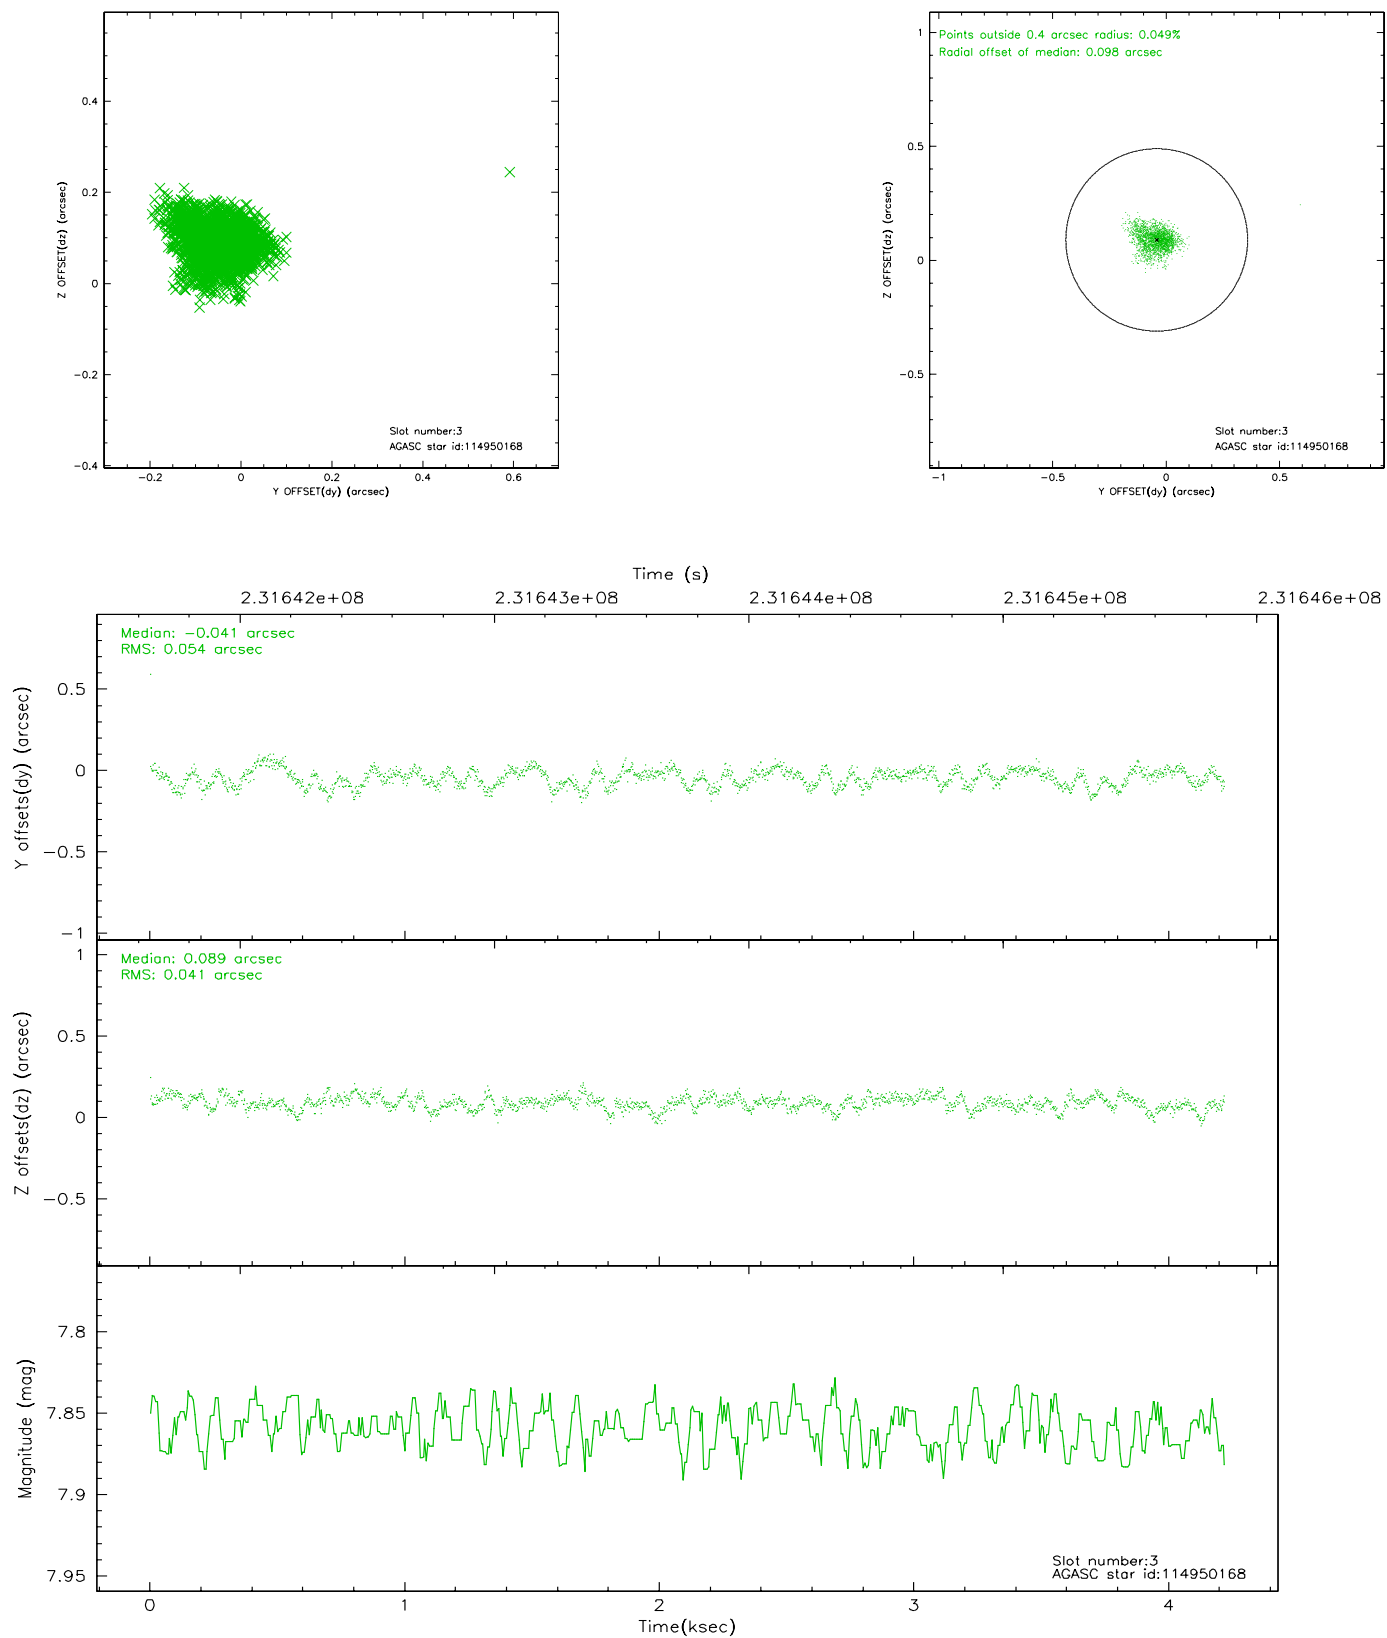 0.4
0.2
0
−0.2
−0.4
Z OFFSET(dz) (arcsec)
Slot number:3
AGASC star id:114950168
−0.2 0 0.2 0.4 0.6
Y OFFSET(dy) (arcsec)
Points outside 0.4 arcsec radius: 0.049%
Radial offset of median: 0.098 arcsec
1
0.5
0
−0.5
Z OFFSET(dz) (arcsec)
Slot number:3
AGASC star id:114950168
−1 −0.5 0 0.5
Y OFFSET(dy) (arcsec)
Time (s)
2.31642e+08 2.31643e+08 2.31644e+08 2.31645e+08 2.31646e+08
Median: −0.041 arcsec
RMS: 0.054 arcsec
0.5
0
−0.5
−1
Y offsets(dy) (arcsec)
Median: 0.089 arcsec
RMS: 0.041 arcsec
1
0.5
0
−0.5
Z offsets(dz) (arcsec)
7.8
7.85
7.9
7.95
Magnitude (mag)
Slot number:3
AGASC star id:114950168
0 1 2 3 4
Time(ksec)